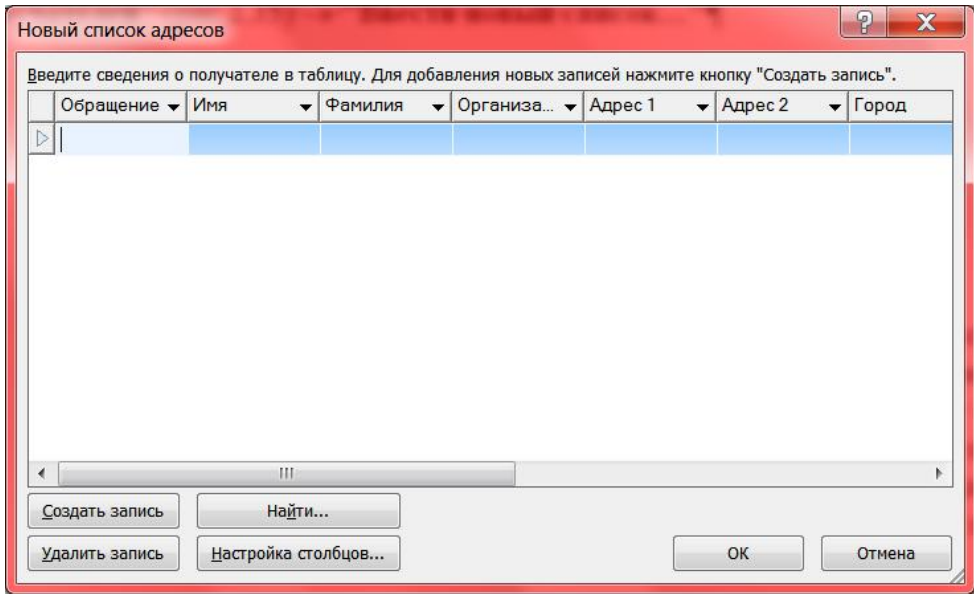 Новый список адресов
Введите сведения о получателе в таблицу. Для добавления новых записей нажмите кнопку "Создать запись".
Обращение Имя Фамилия Организа... Адрес 1 Адрес 2 Город
Создать запись Найти...
Удалить запись Настройка столбцов... ОК Отмена